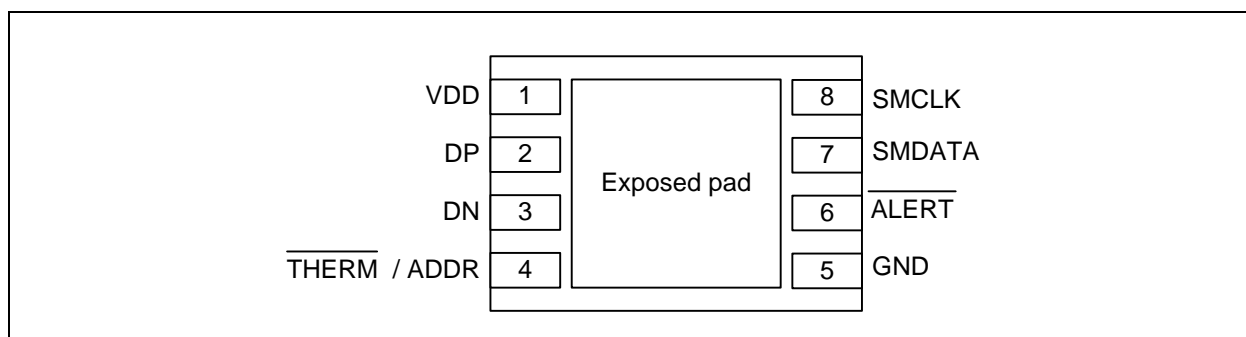 VDD 1 8 SMCLK
DP 2 7 SMDATA
Exposed pad
DN 3 6 ALERT
THERM / ADDR 4 5 GND